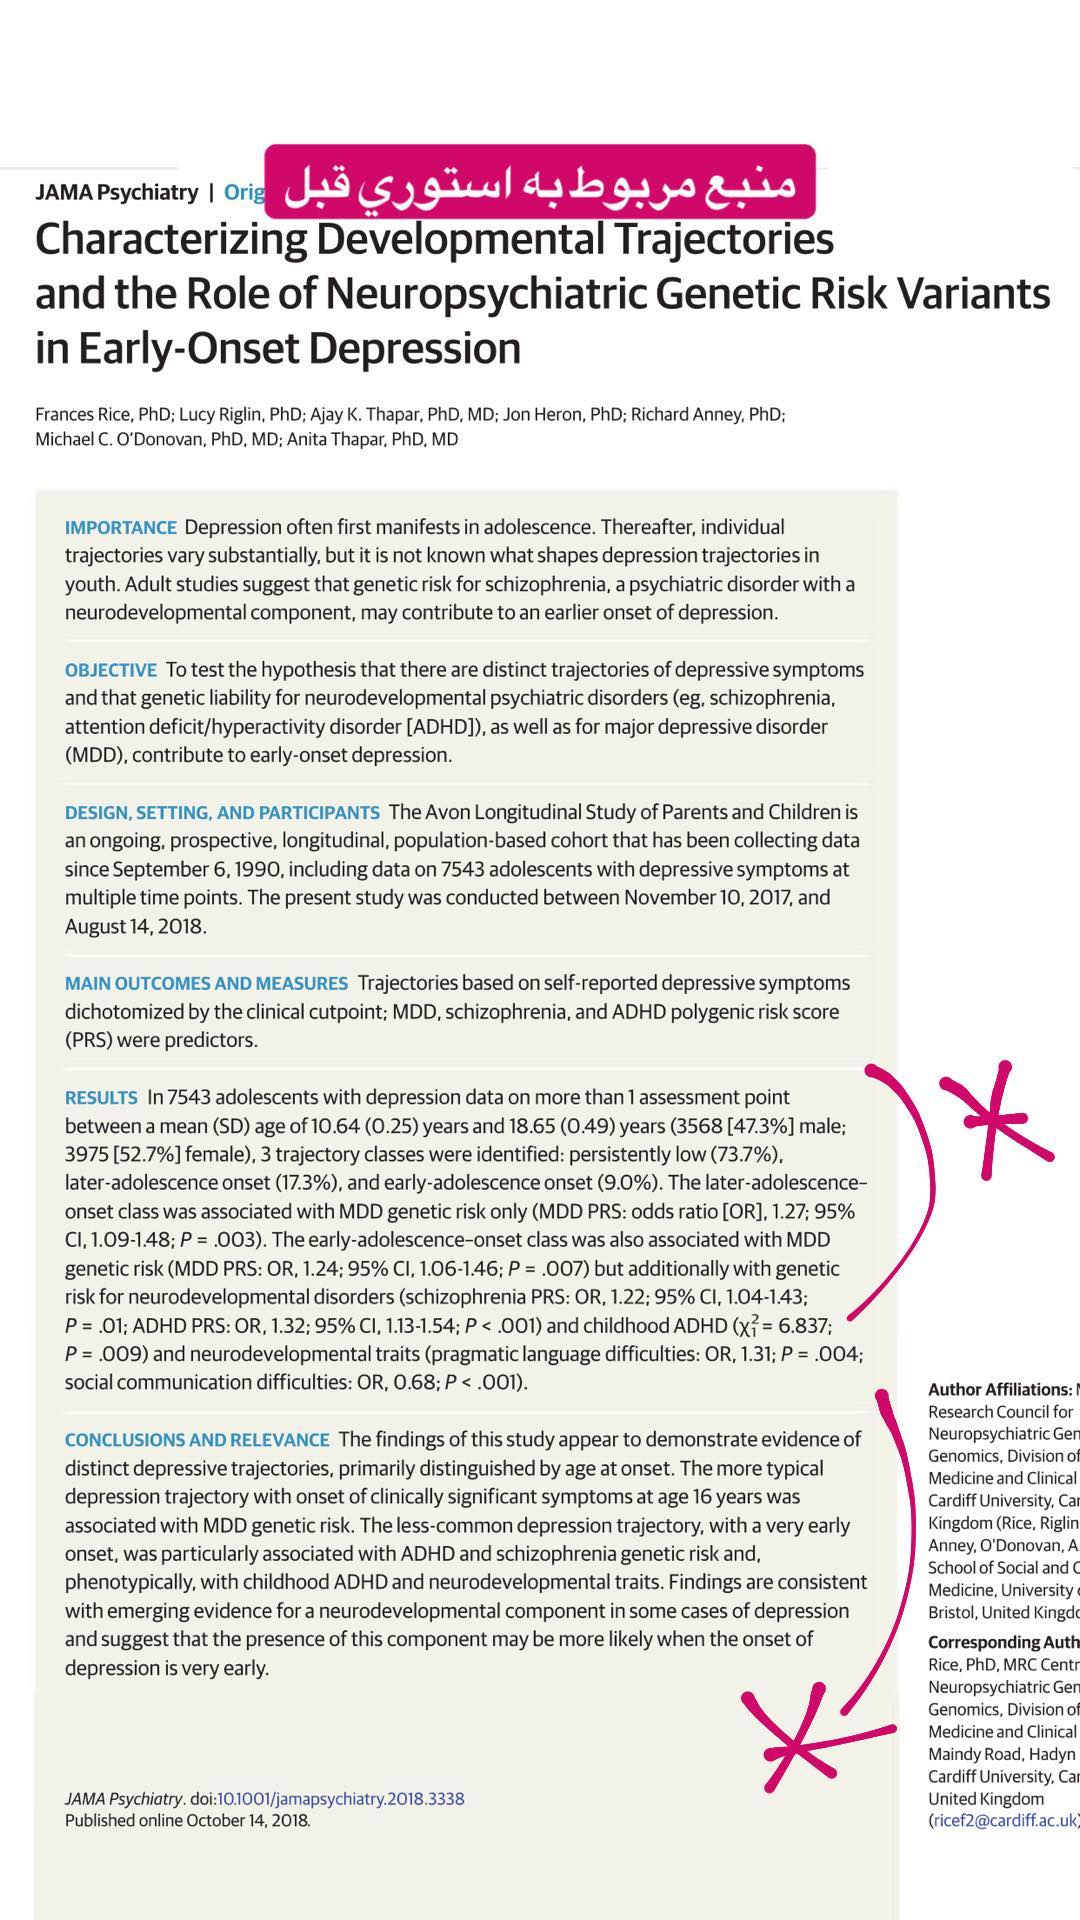 منبع مربوط به استوري قبل
JAMA Psychiatry | Orig
Characterizing Developmental Trajectories
and the Role of Neuropsychiatric Genetic Risk Variants
in Early-Onset Depression
Frances Rice, PhD; Lucy Riglin, PhD; Ajay K. Thapar, PhD, MD; Jon Heron, PhD; Richard Anney, PhD;
Michael C. O'Donovan, PhD, MD; Anita Thapar, PhD, MD
IMPORTANCE Depression often first manifests in adolescence. Thereafter, individual
trajectories vary substantially, but it is not known what shapes depression trajectories in
youth. Adult studies suggest that genetic risk for schizophrenia, a psychiatric disorder with a
neurodevelopmental component, may contribute to an earlier onset of depression.
OBJECTIVE To test the hypothesis that there are distinct trajectories of depressive symptoms
and that genetic liability for neurodevelopmental psychiatric disorders (eg, schizophrenia,
attention deficit/hyperactivity disorder [ADHD]), as well as for major depressive disorder
(MDD), contribute to early-onset depression.
DESIGN, SETTING, AND PARTICIPANTS The Avon Longitudinal Study of Parents and Children is
an ongoing, prospective, longitudinal, population-based cohort that has been collecting data
since September 6, 1990, including data on 7543 adolescents with depressive symptoms at
multiple time points. The present study was conducted between November 10, 2017, and
August 14, 2018.
MAIN OUTCOMES AND MEASURES Trajectories based on self-reported depressive symptoms
dichotomized by the clinical cutpoint; MDD, schizophrenia, and ADHD polygenic risk score
(PRS) were predictors.
RESULTS In 7543 adolescents with depression data on more than 1 assessment point
between a mean (SD) age of 10.64 (0.25) years and 18.65 (0.49) years (3568 [47.3%] male;
3975 [52.7%] female), 3 trajectory classes were identified: persistently low (73.7%),
later-adolescence onset (17.3%), and early-adolescence onset (9.0%). The later-adolescence–
onset class was associated with MDD genetic risk only (MDD PRS: odds ratio [OR], 1.27; 95%
CI, 1.09-1.48; P = .003). The early-adolescence–onset class was also associated with MDD
genetic risk (MDD PRS: OR, 1.24; 95% CI, 1.06-1.46; P = .007) but additionally with genetic
risk for neurodevelopmental disorders (schizophrenia PRS: OR, 1.22; 95% CI, 1.04-1.43;
P = .01; ADHD PRS: OR, 1.32; 95% CI, 1.13-1.54; P < .001) and childhood ADHD (χ²₁ = 6.837;
P = .009) and neurodevelopmental traits (pragmatic language difficulties: OR, 1.31; P = .004;
social communication difficulties: OR, 0.68; P < .001).
CONCLUSIONS AND RELEVANCE The findings of this study appear to demonstrate evidence of
distinct depressive trajectories, primarily distinguished by age at onset. The more typical
depression trajectory with onset of clinically significant symptoms at age 16 years was
associated with MDD genetic risk. The less-common depression trajectory, with a very early
onset, was particularly associated with ADHD and schizophrenia genetic risk and,
phenotypically, with childhood ADHD and neurodevelopmental traits. Findings are consistent
with emerging evidence for a neurodevelopmental component in some cases of depression
and suggest that the presence of this component may be more likely when the onset of
depression is very early.
JAMA Psychiatry. doi:10.1001/jamapsychiatry.2018.3338
Published online October 14, 2018.
Author Affiliations: M
Research Council for
Neuropsychiatric Gen
Genomics, Division of
Medicine and Clinical
Cardiff University, Car
Kingdom (Rice, Riglin
Anney, O'Donovan, A.
School of Social and C
Medicine, University o
Bristol, United Kingdo
Corresponding Auth
Rice, PhD, MRC Centr
Neuropsychiatric Gen
Genomics, Division of
Medicine and Clinical
Maindy Road, Hadyn
Cardiff University, Car
United Kingdom
(ricef2@cardiff.ac.uk)